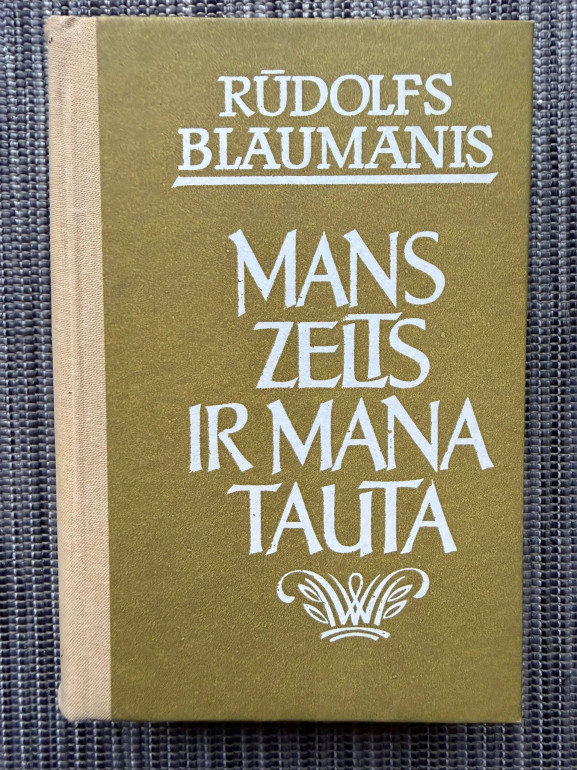 RŪDOLFS
BLAUMANIS
MANS
ZELTS
IR MANA
TAUTA